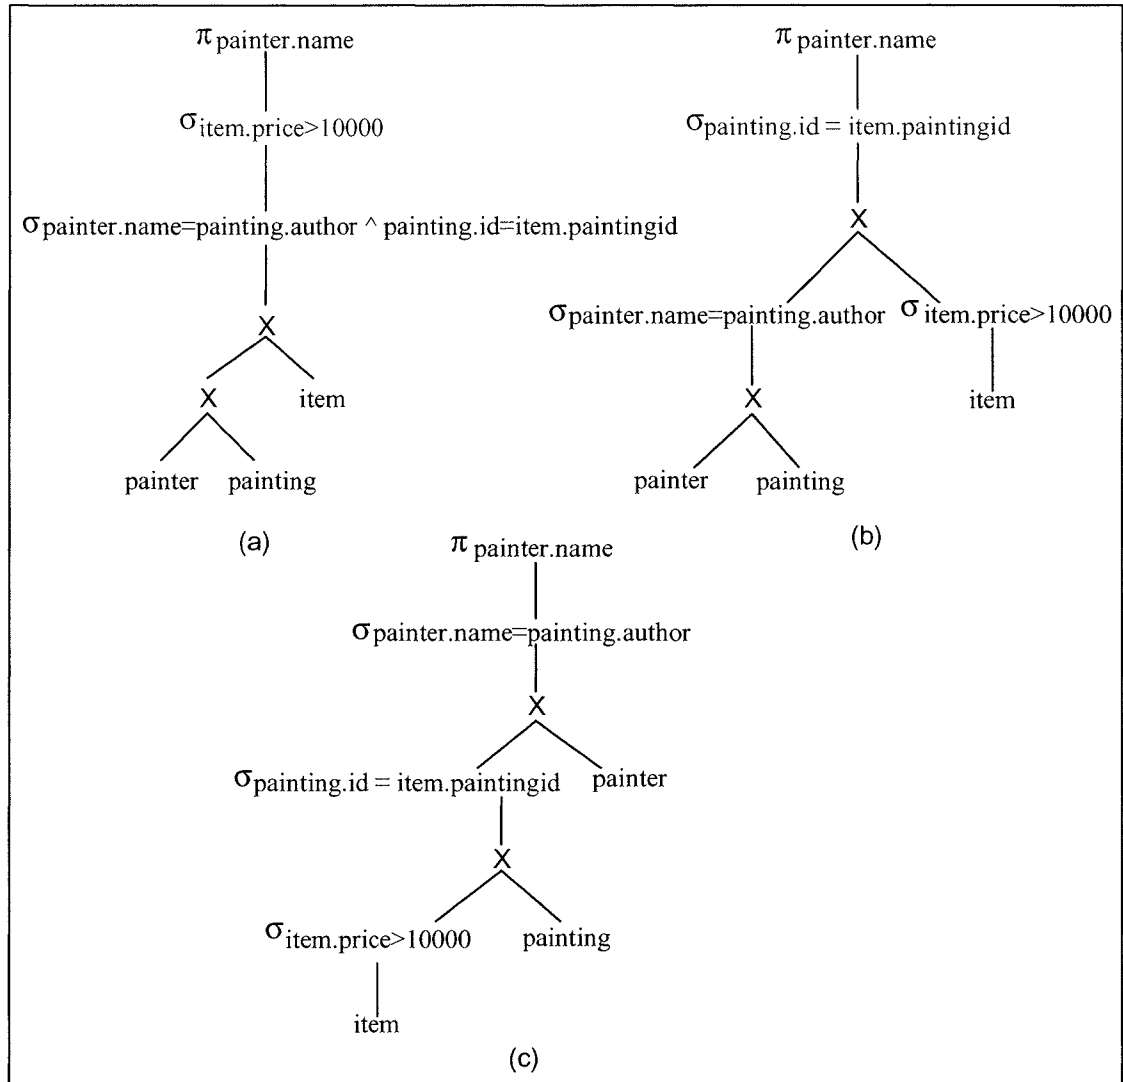 π painter.name
σ item.price>10000
σ painter.name=painting.author ^ painting.id=item.paintingid
X
X
item
painter painting
(a)
π painter.name
σ painting.id = item.paintingid
X
σ painter.name=painting.author σ item.price>10000
X
item
painter painting
(b)
π painter.name
σ painter.name=painting.author
X
σ painting.id = item.paintingid painter
X
σ item.price>10000 painting
item
(c)